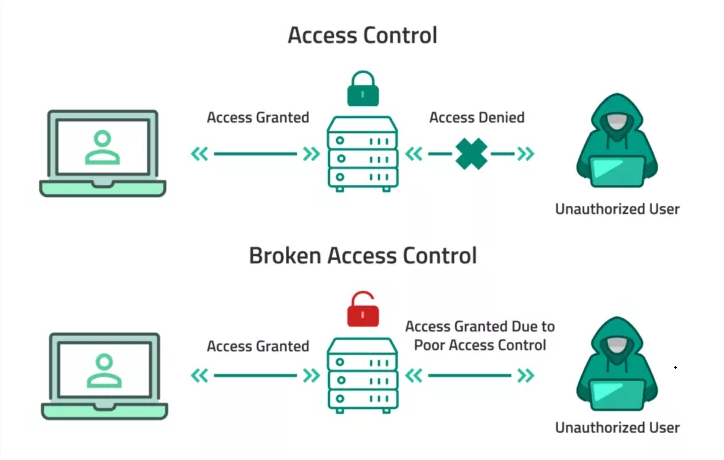 Access Control
Access Granted
Access Denied
Unauthorized User
Broken Access Control
Access Granted
Access Granted Due to
Poor Access Control
Unauthorized User